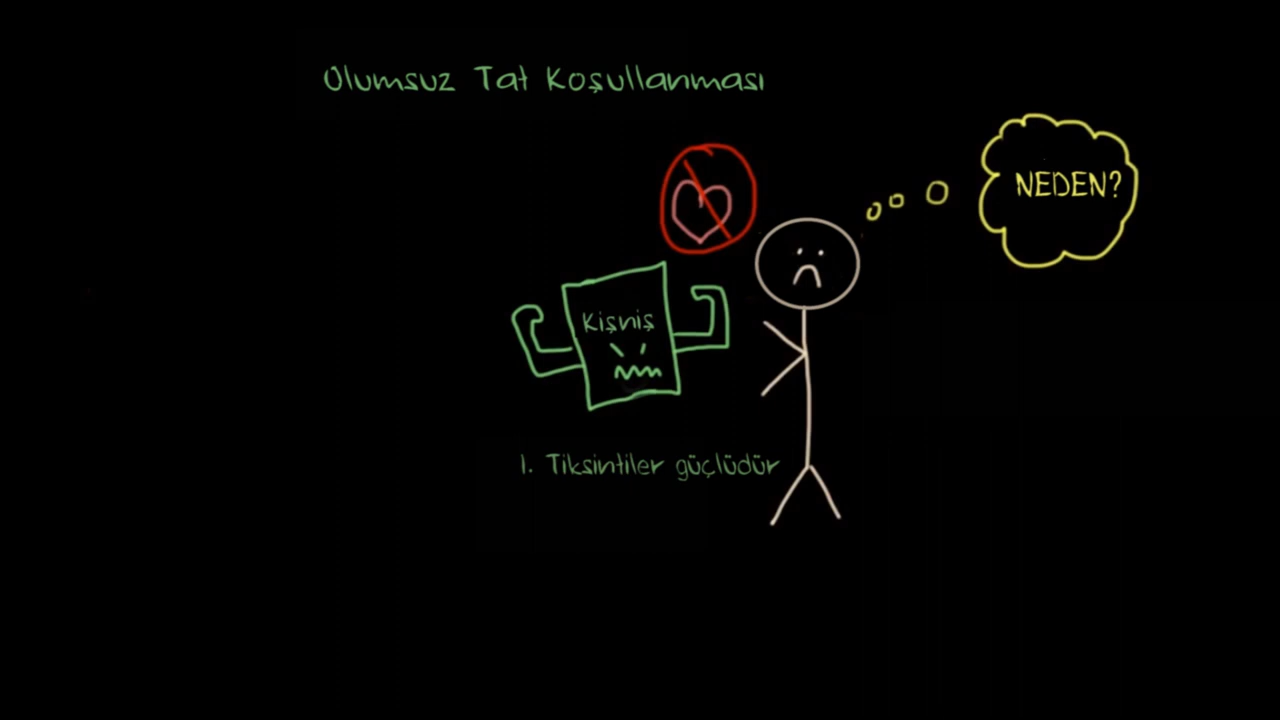 Olumsuz Tat Koşullanması
NEDEN?
Kişniş
1. Tiksintiler güçlüdür